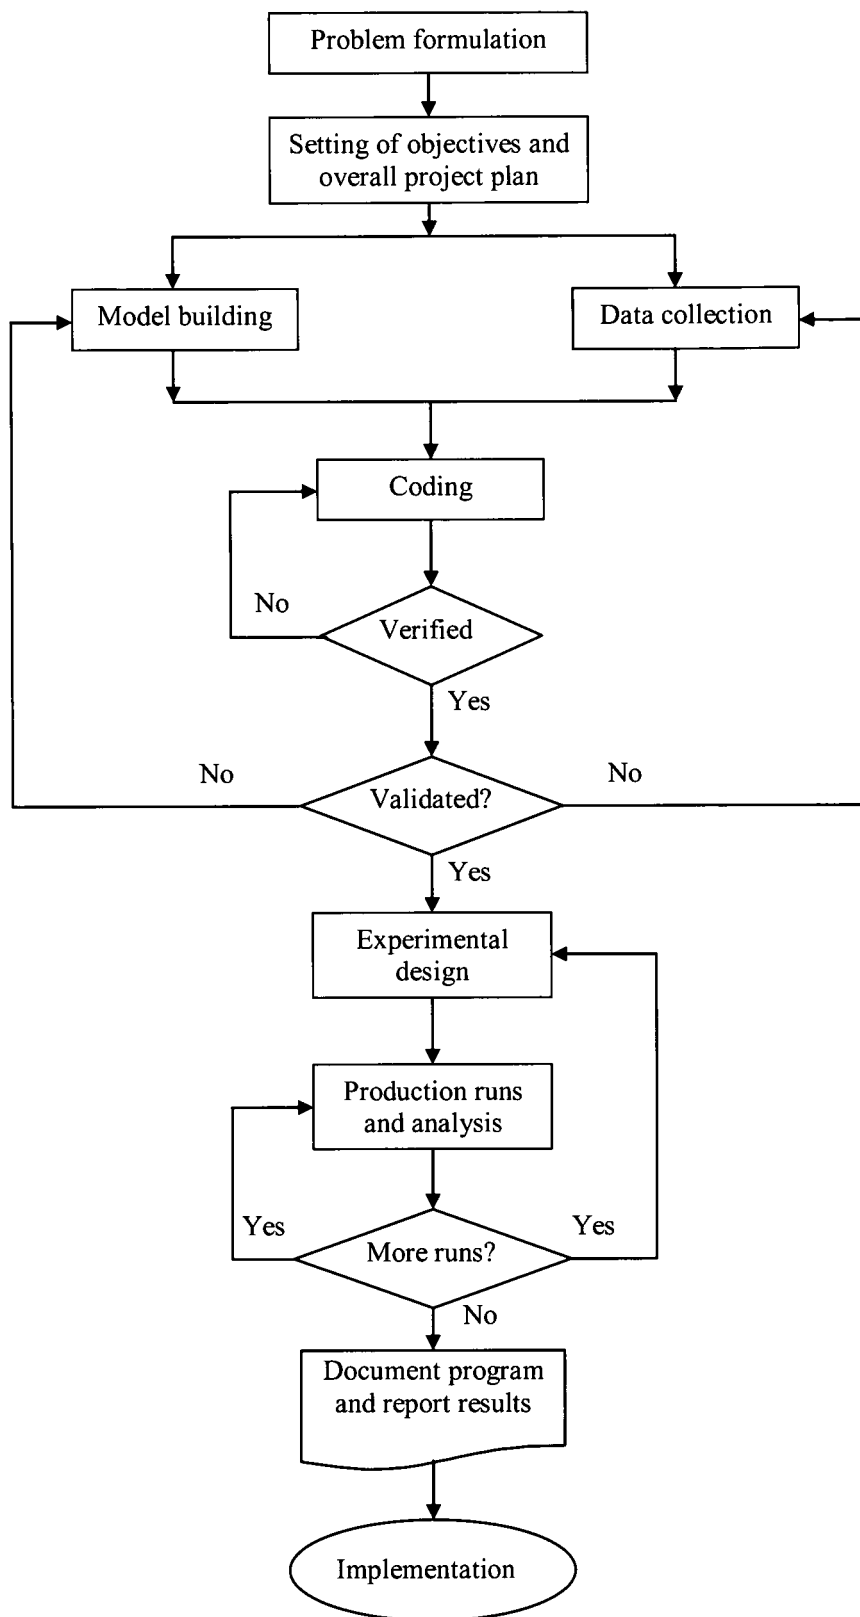 Problem formulation
Setting of objectives and
overall project plan
Model building
Data collection
Coding
No
Verified
Yes
No
Validated?
No
Yes
Experimental
design
Production runs
and analysis
Yes
More runs?
Yes
No
Document program
and report results
Implementation